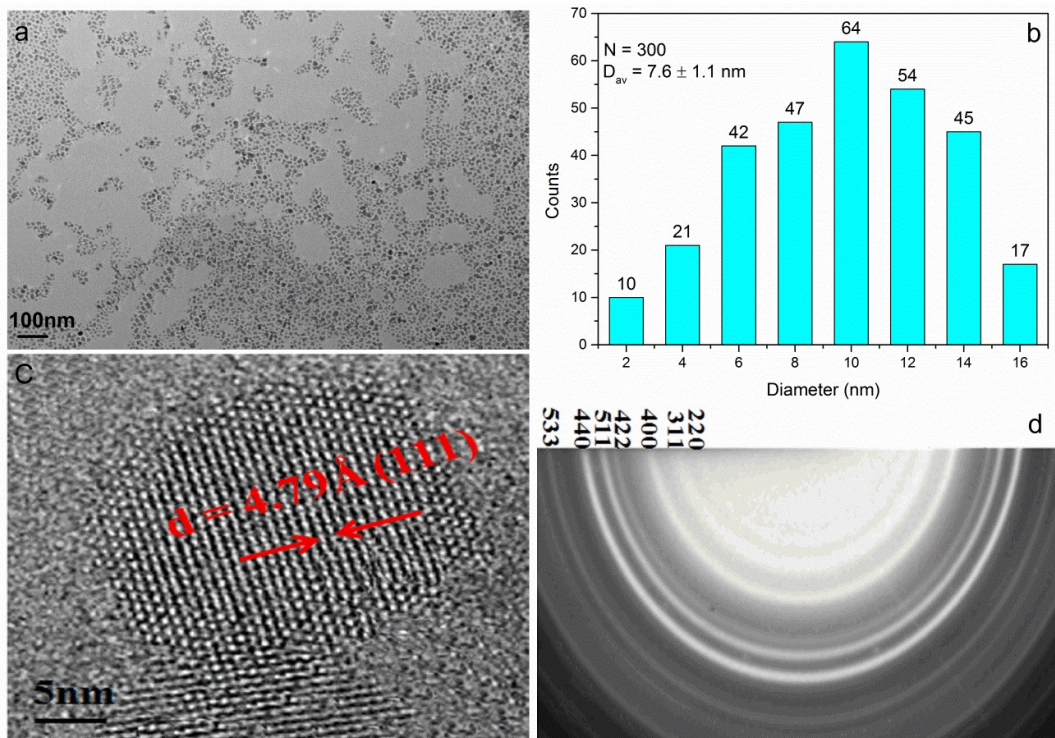 a
100nm
b
N = 300
D_av = 7.6 ± 1.1 nm
70
60
50
40
30
20
10
0
Counts
10
21
42
47
64
54
45
17
2 4 6 8 10 12 14 16
Diameter (nm)
C
d = 4.79Å (111)
5nm
d
533
440
511
422
400
311
220